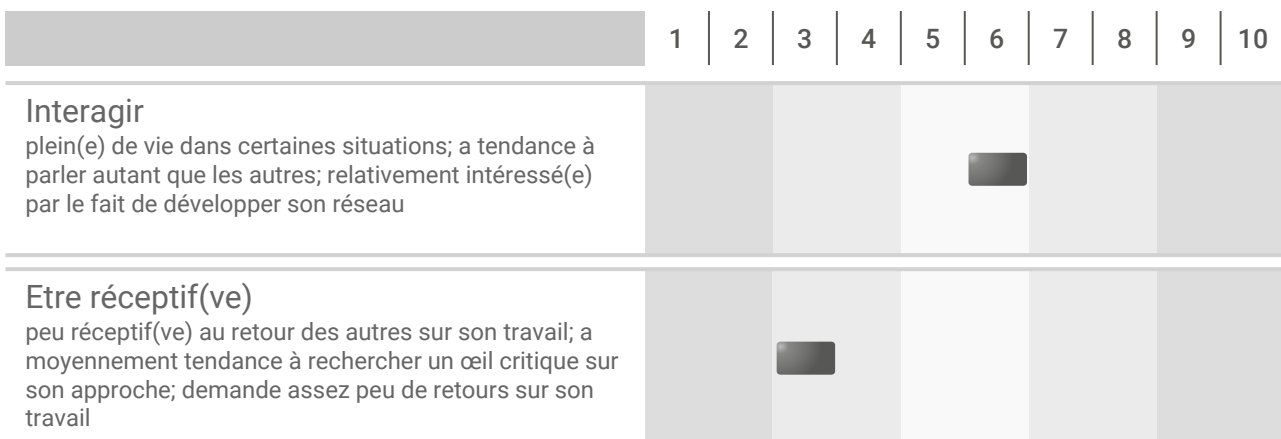 1 2 3 4 5 6 7 8 9 10
Interagir
plein(e) de vie dans certaines situations; a tendance à
parler autant que les autres; relativement intéressé(e)
par le fait de développer son réseau
Etre réceptif(ve)
peu réceptif(ve) au retour des autres sur son travail; a
moyennement tendance à rechercher un œil critique sur
son approche; demande assez peu de retours sur son
travail